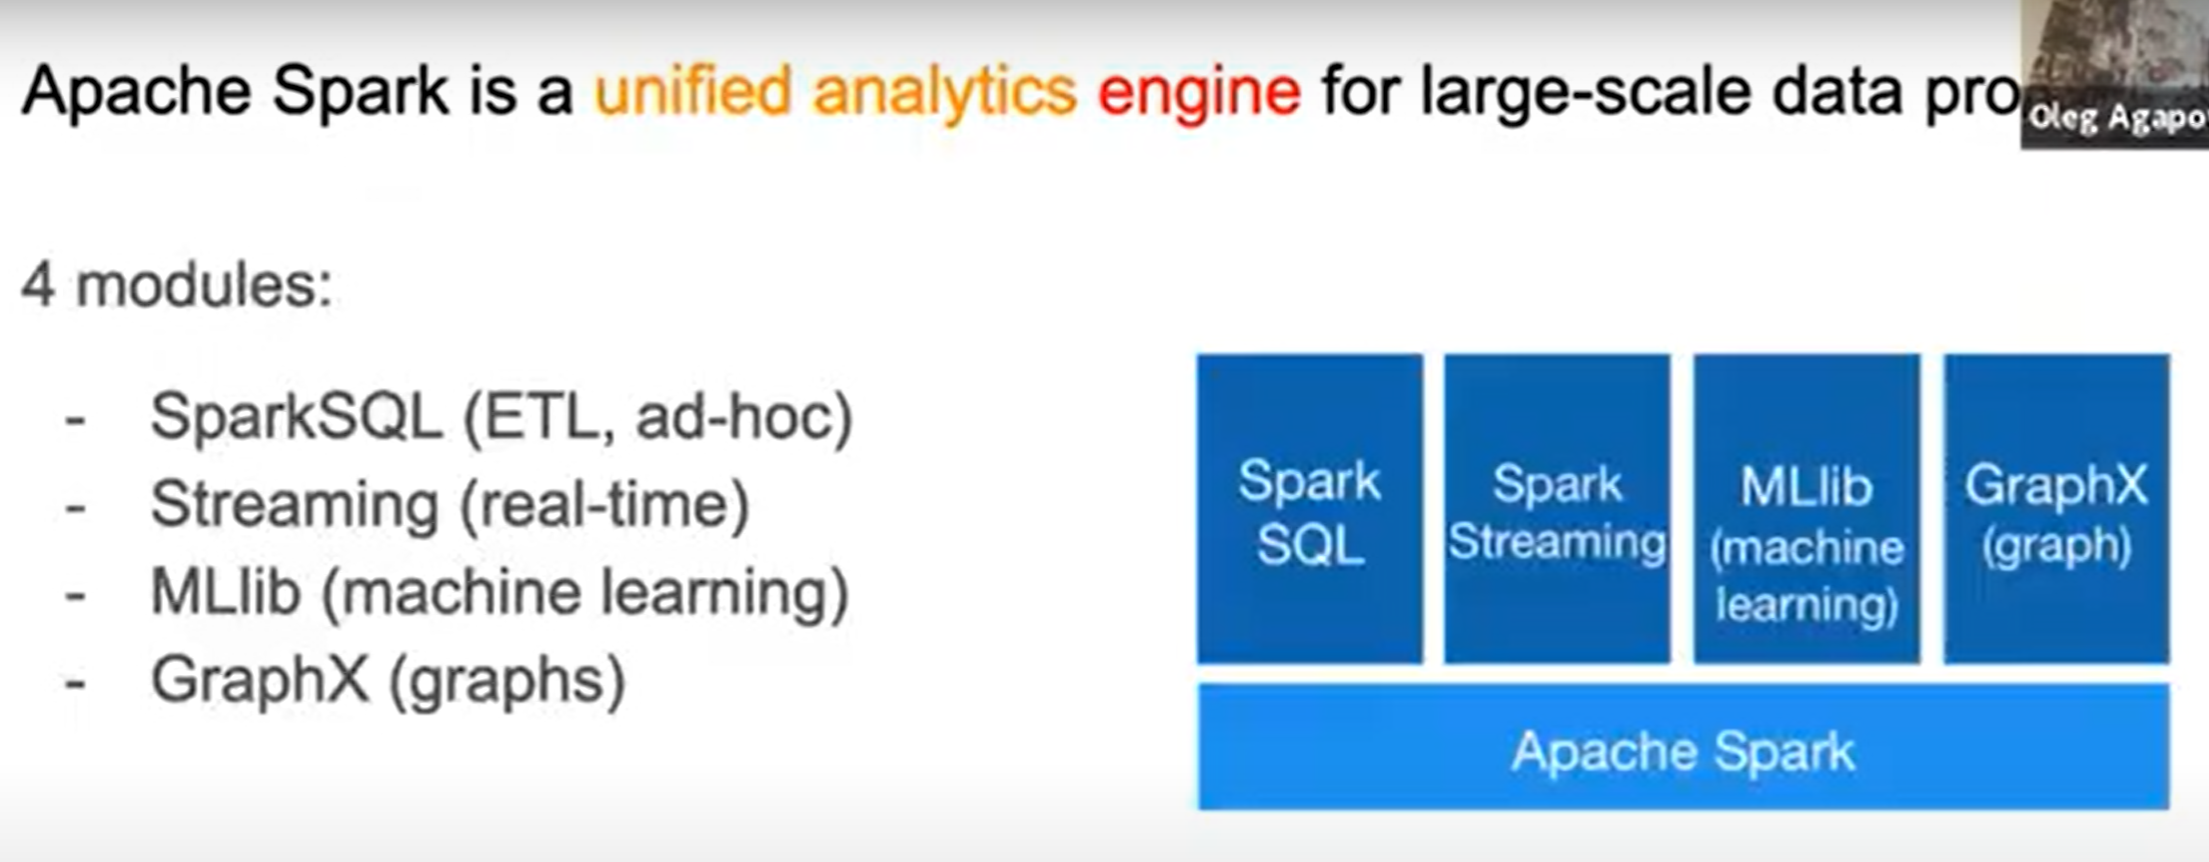 Apache Spark is a unified analytics engine for large-scale data pro
Oleg Agapo
4 modules:
- SparkSQL (ETL, ad-hoc)
- Streaming (real-time)
- MLlib (machine learning)
- GraphX (graphs)
Spark
SQL
Spark
Streaming
MLlib
(machine
learning)
GraphX
(graph)
Apache Spark